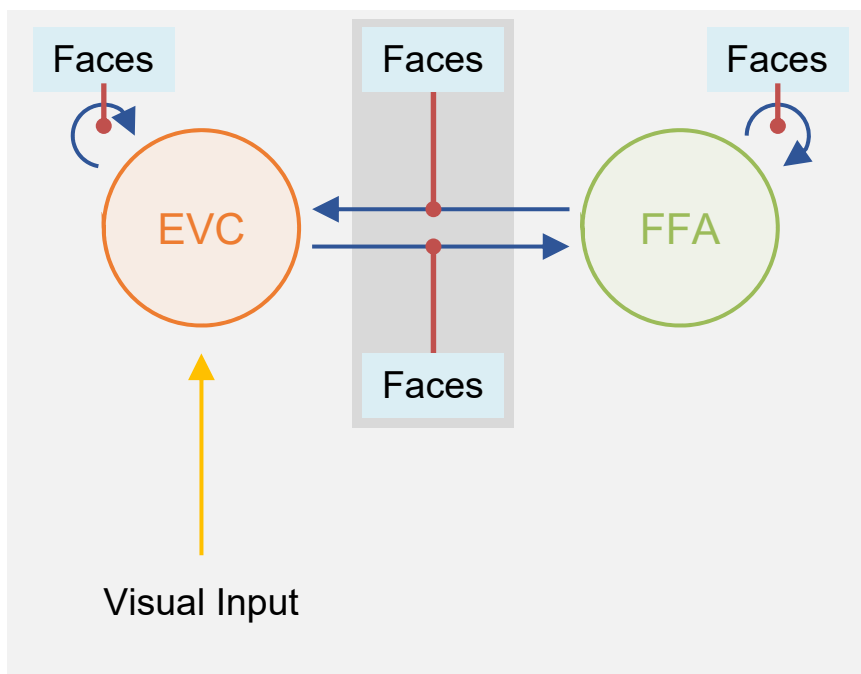 Faces
Faces
Faces
EVC
FFA
Faces
Visual Input